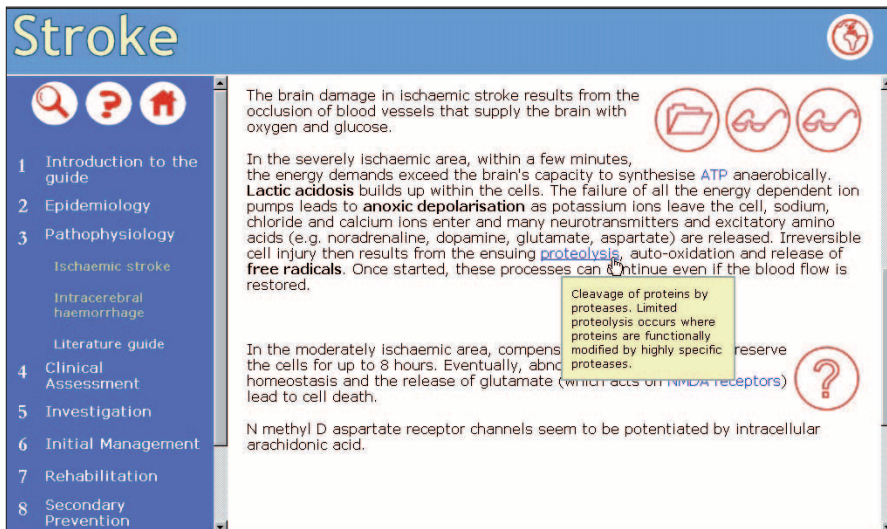 Stroke
1 Introduction to the
guide
2 Epidemiology
3 Pathophysiology
Ischaemic stroke
Intracerebral
haemorrhage
Literature guide
4 Clinical
Assessment
5 Investigation
6 Initial Management
7 Rehabilitation
8 Secondary
Prevention
The brain damage in ischaemic stroke results from the
occlusion of blood vessels that supply the brain with
oxygen and glucose.
In the severely ischaemic area, within a few minutes,
the energy demands exceed the brain's capacity to synthesise ATP anaerobically.
Lactic acidosis builds up within the cells. The failure of all the energy dependent ion
pumps leads to anoxic depolarisation as potassium ions leave the cell, sodium,
chloride and calcium ions enter and many neurotransmitters and excitatory amino
acids (e.g. noradrenaline, dopamine, glutamate, aspartate) are released. Irreversible
cell injury then results from the ensuing proteolysis, auto-oxidation and release of
free radicals. Once started, these processes can continue even if the blood flow is
restored.
Cleavage of proteins by
proteases. Limited
proteolysis occurs where
proteins are functionally
modified by highly specific
proteases.
In the moderately ischaemic area, compens reserve
the cells for up to 8 hours. Eventually, abno
homeostasis and the release of glutamate (which acts on NMDA receptors)
lead to cell death.
?
N methyl D aspartate receptor channels seem to be potentiated by intracellular
arachidonic acid.